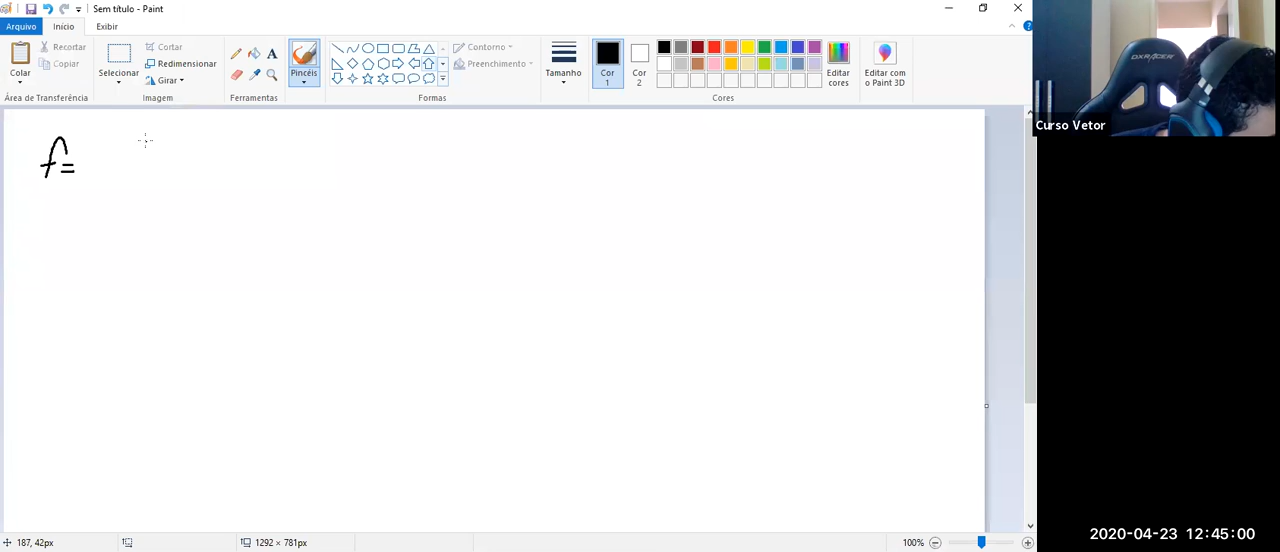 Sem título - Paint
Arquivo Início Exibir
Colar
Recortar
Copiar
Área de Transferência
Selecionar
Cortar
Redimensionar
Girar
Imagem
A
Ferramentas
Pincéis
Contorno
Preenchimento
Formas
Tamanho
Cor 1
Cor 2
Editar cores
Cores
Editar com o Paint 3D
f=
DXRACER
Curso Vetor
187, 42px
1292 × 781px
100%
2020-04-23 12:45:00